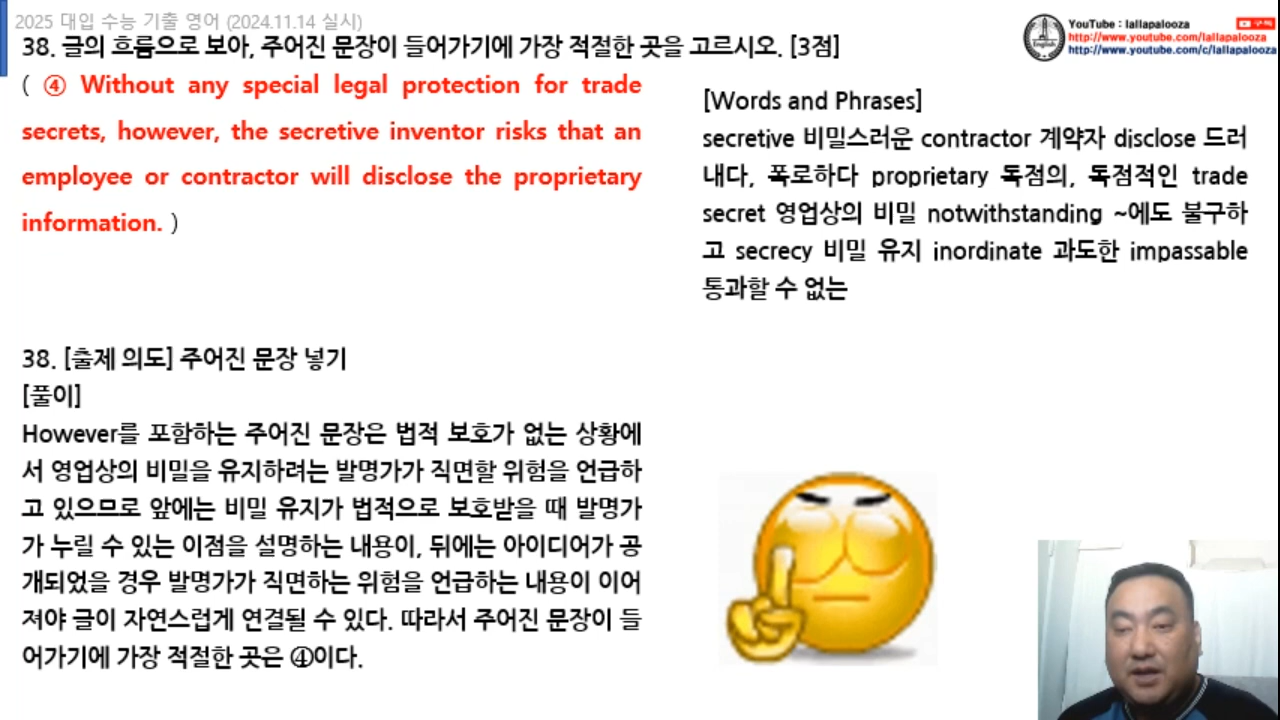 2025 대입 수능 기출 영어 (2024.11.14 실시)
38. 글의 흐름으로 보아, 주어진 문장이 들어가기에 가장 적절한 곳을 고르시오. [3점]
( ④ Without any special legal protection for trade
secrets, however, the secretive inventor risks that an
employee or contractor will disclose the proprietary
information. )
38. [출제 의도] 주어진 문장 넣기
[풀이]
However를 포함하는 주어진 문장은 법적 보호가 없는 상황에
서 영업상의 비밀을 유지하려는 발명가가 직면할 위험을 언급하
고 있으므로 앞에는 비밀 유지가 법적으로 보호받을 때 발명가
가 누릴 수 있는 이점을 설명하는 내용이, 뒤에는 아이디어가 공
개되었을 경우 발명가가 직면하는 위험을 언급하는 내용이 이어
져야 글이 자연스럽게 연결될 수 있다. 따라서 주어진 문장이 들
어가기에 가장 적절한 곳은 ④이다.
YouTube : lallapalooza
구독
http://www.youtube.com/lallapalooza
http://www.youtube.com/c/lallapalooza
English
[Words and Phrases]
secretive 비밀스러운 contractor 계약자 disclose 드러
내다, 폭로하다 proprietary 독점의, 독점적인 trade
secret 영업상의 비밀 notwithstanding ~에도 불구하
고 secrecy 비밀 유지 inordinate 과도한 impassable
통과할 수 없는